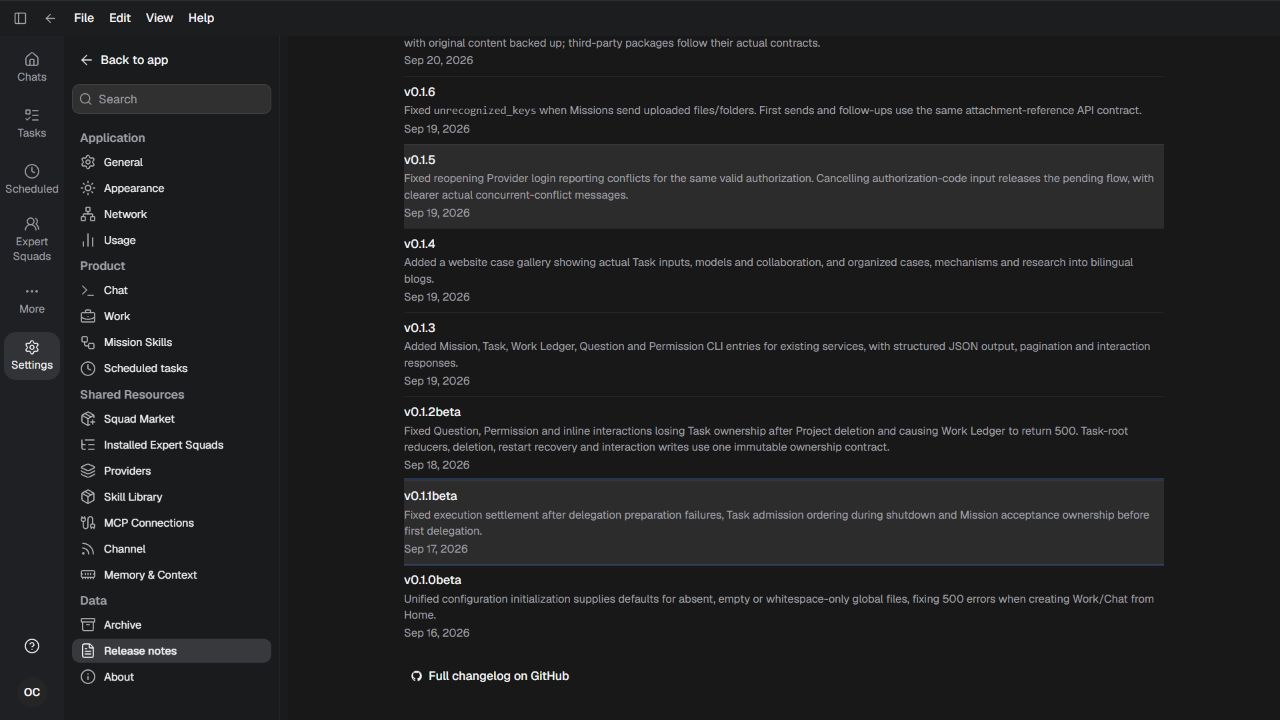 File Edit View Help
Chats
Tasks
Scheduled
Expert
Squads
More
Settings
OC
Back to app
Search
Application
General
Appearance
Network
Usage
Product
Chat
Work
Mission Skills
Scheduled tasks
Shared Resources
Squad Market
Installed Expert Squads
Providers
Skill Library
MCP Connections
Channel
Memory & Context
Data
Archive
Release notes
About
with original content backed up; third-party packages follow their actual contracts.
Sep 20, 2026
v0.1.6
Fixed unrecognized_keys when Missions send uploaded files/folders. First sends and follow-ups use the same attachment-reference API contract.
Sep 19, 2026
v0.1.5
Fixed reopening Provider login reporting conflicts for the same valid authorization. Cancelling authorization-code input releases the pending flow, with
clearer actual concurrent-conflict messages.
Sep 19, 2026
v0.1.4
Added a website case gallery showing actual Task inputs, models and collaboration, and organized cases, mechanisms and research into bilingual
blogs.
Sep 19, 2026
v0.1.3
Added Mission, Task, Work Ledger, Question and Permission CLI entries for existing services, with structured JSON output, pagination and interaction
responses.
Sep 19, 2026
v0.1.2beta
Fixed Question, Permission and inline interactions losing Task ownership after Project deletion and causing Work Ledger to return 500. Task-root
reducers, deletion, restart recovery and interaction writes use one immutable ownership contract.
Sep 18, 2026
v0.1.1beta
Fixed execution settlement after delegation preparation failures, Task admission ordering during shutdown and Mission acceptance ownership before
first delegation.
Sep 17, 2026
v0.1.0beta
Unified configuration initialization supplies defaults for absent, empty or whitespace-only global files, fixing 500 errors when creating Work/Chat from
Home.
Sep 16, 2026
Full changelog on GitHub